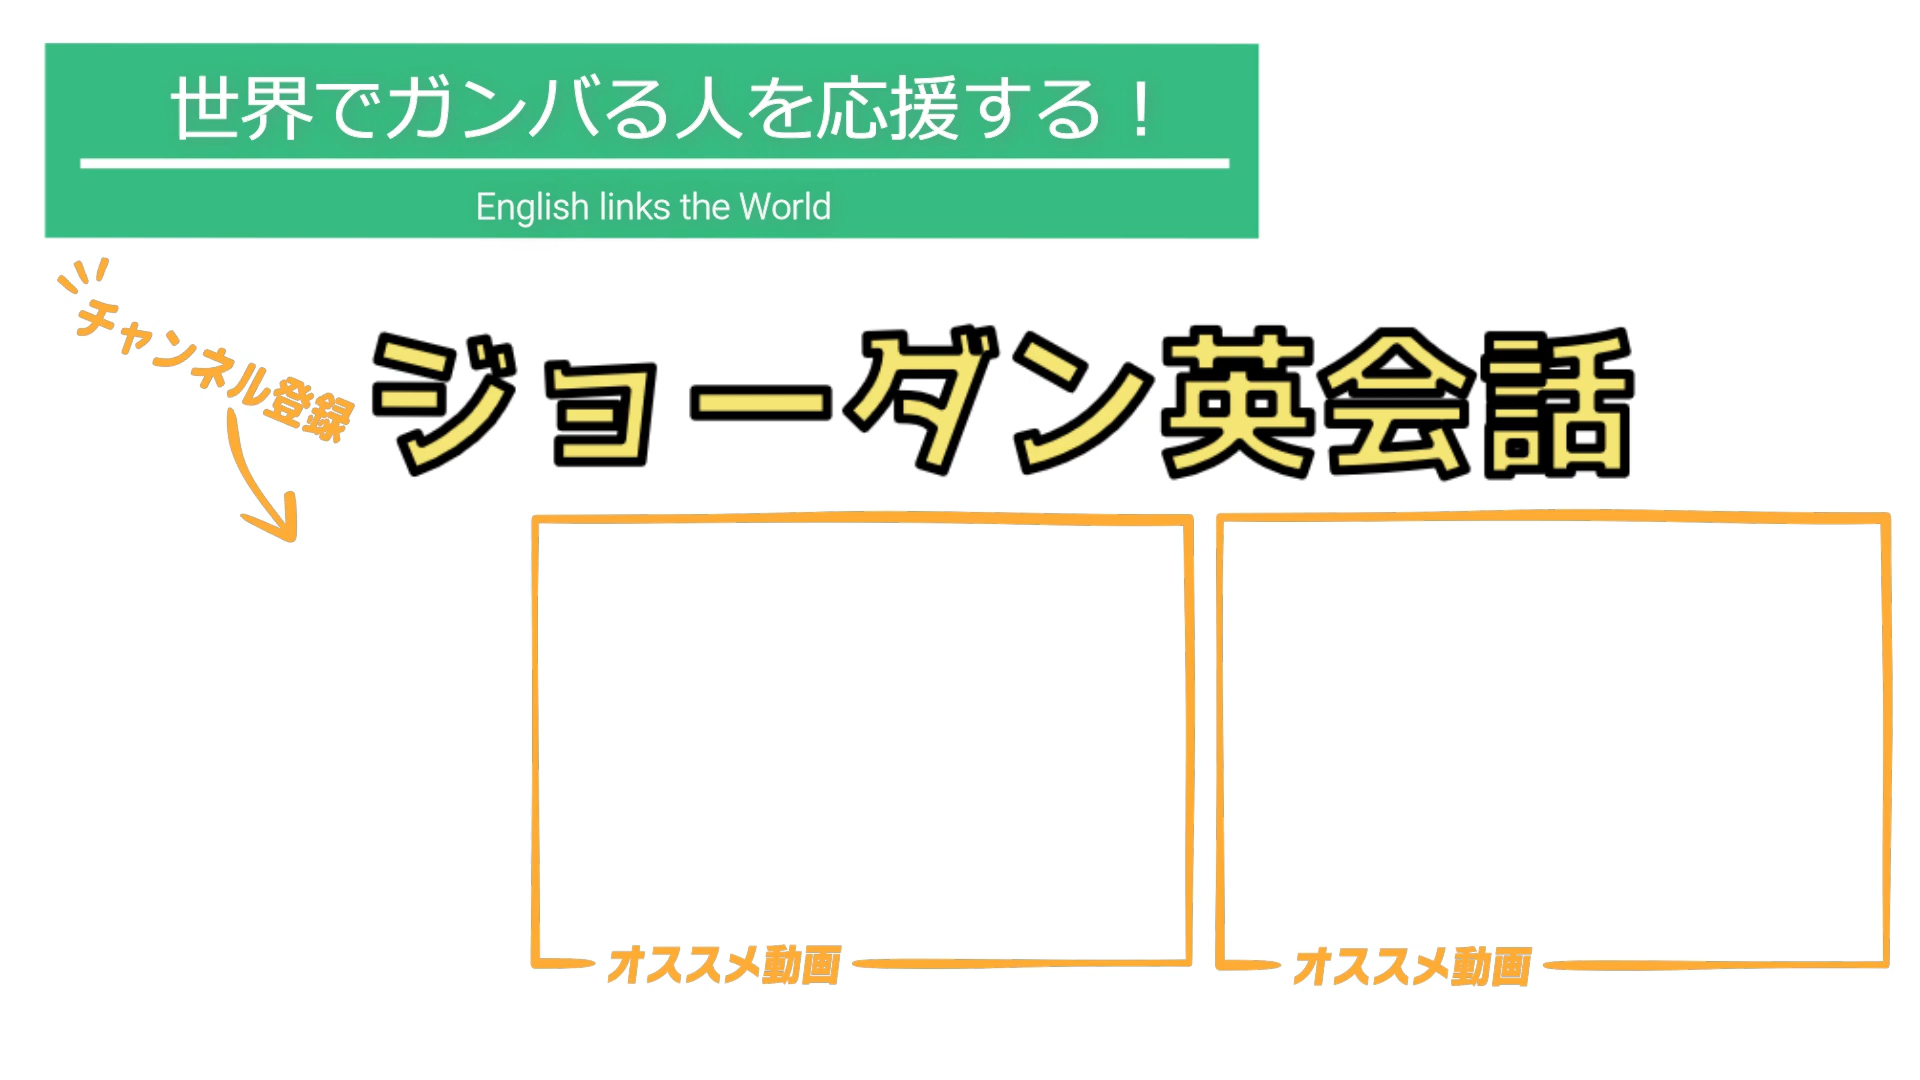 世界でガンバる人を応援する！
English links the World
チャンネル登録
ジョーダン英会話
オススメ動画
オススメ動画